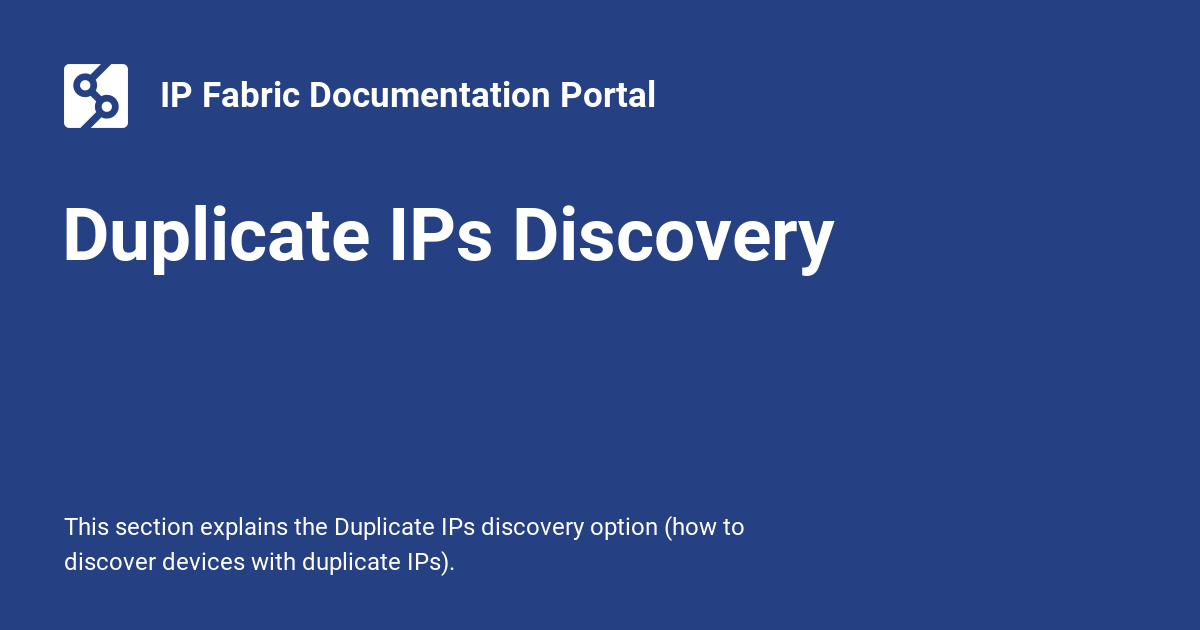 IP Fabric Documentation Portal
Duplicate IPs Discovery
This section explains the Duplicate IPs discovery option (how to
discover devices with duplicate IPs).